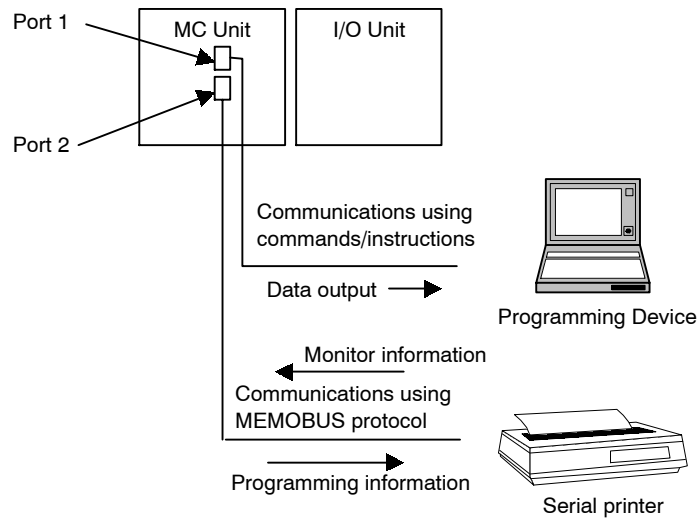 Port 1
MC Unit
I/O Unit
Port 2
Communications using
commands/instructions
Data output
Programming Device
Monitor information
Communications using
MEMOBUS protocol
Programming information
Serial printer